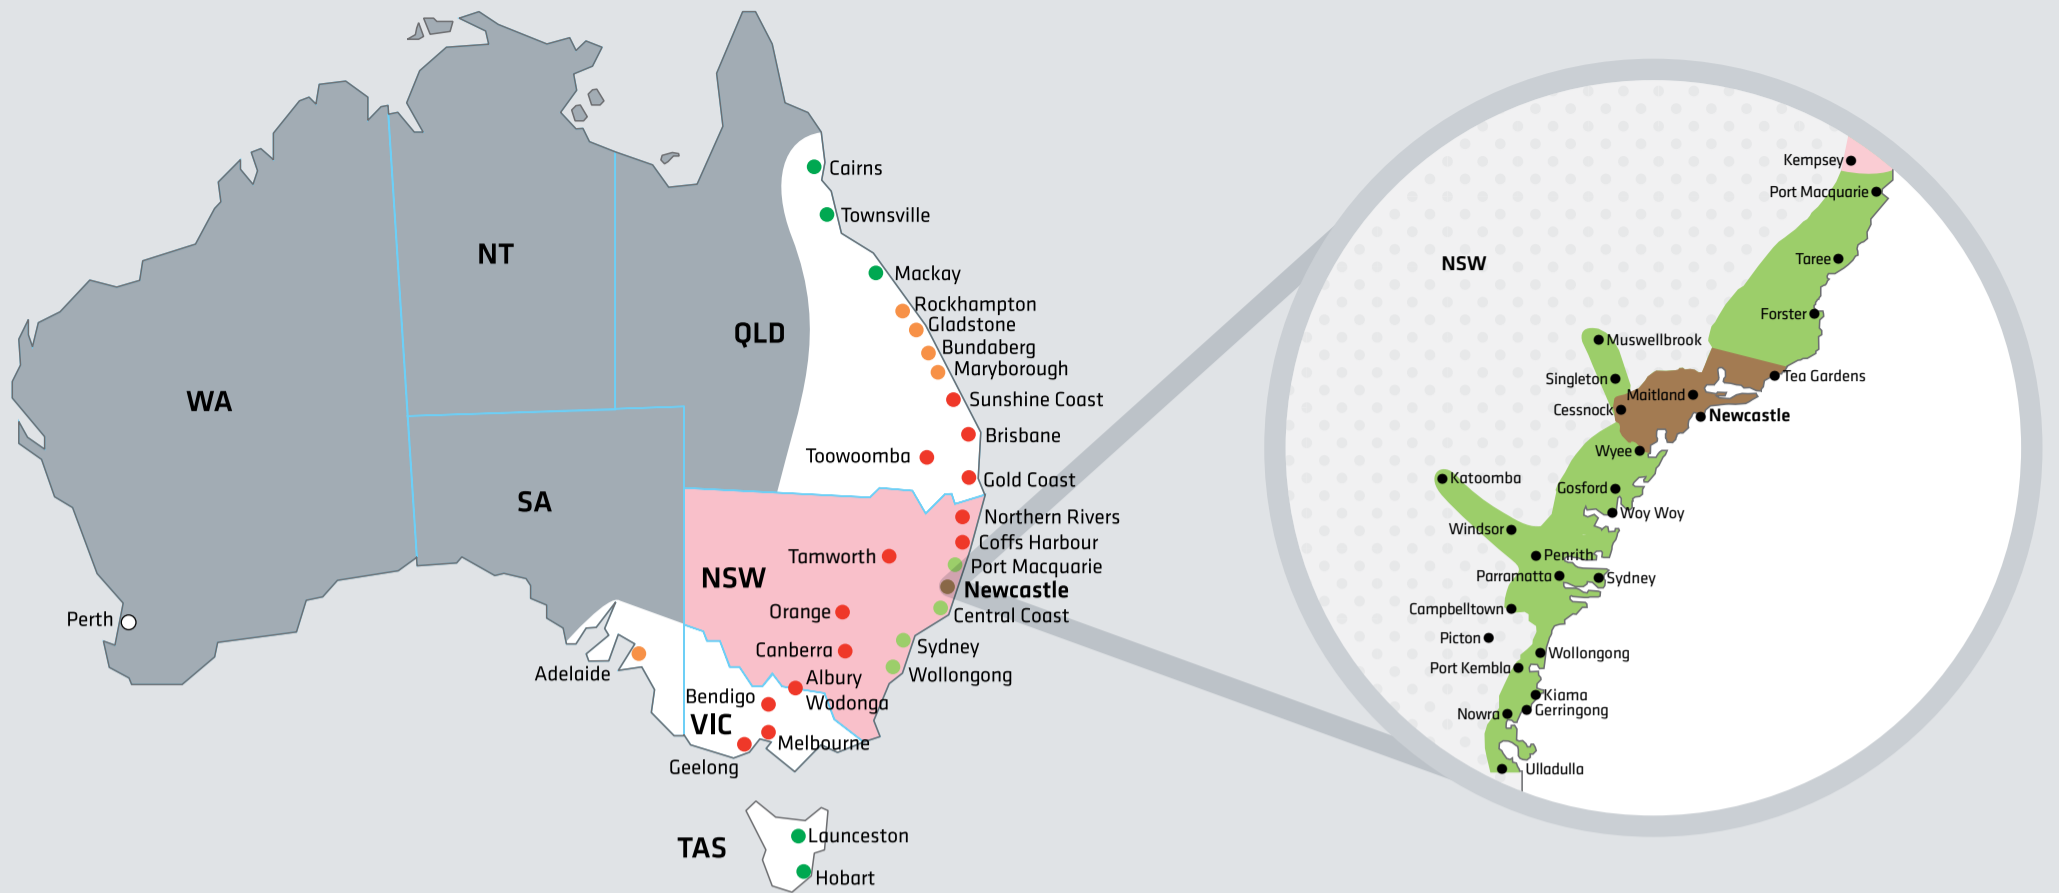 Cairns
Townsville
NT
Mackay
Rockhampton
Gladstone
QLD
Bundaberg
Maryborough
WA
Sunshine Coast
Brisbane
Toowoomba
Gold Coast
SA
Northern Rivers
Coffs Harbour
Tamworth
Port Macquarie
NSW
Newcastle
Orange
Central Coast
Perth
Sydney
Canberra
Adelaide
Wollongong
Albury
Wodonga
Bendigo
VIC
Melbourne
Geelong
Launceston
TAS
Hobart
Kempsey
Port Macquarie
Taree
NSW
Forster
Muswellbrook
Tea Gardens
Singleton
Maitland
Cessnock
Newcastle
Wyee
Katoomba
Gosford
Woy Woy
Windsor
Penrith
Parramatta
Sydney
Campbelltown
Picton
Wollongong
Port Kembla
Kiama
Gerringong
Nowra
Ulladulla